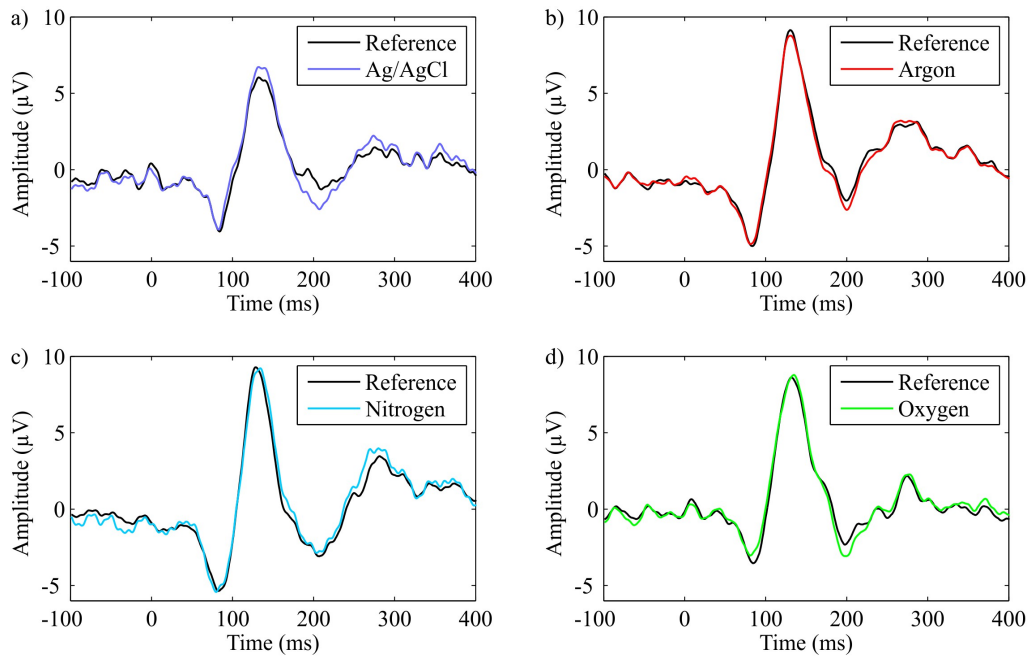 a)
10
5
0
-5
Amplitude (µV)
Reference
Ag/AgCl
-100 0 100 200 300 400
Time (ms)
b)
10
5
0
-5
Amplitude (µV)
Reference
Argon
-100 0 100 200 300 400
Time (ms)
c)
10
5
0
-5
Amplitude (µV)
Reference
Nitrogen
-100 0 100 200 300 400
Time (ms)
d)
10
5
0
-5
Amplitude (µV)
Reference
Oxygen
-100 0 100 200 300 400
Time (ms)